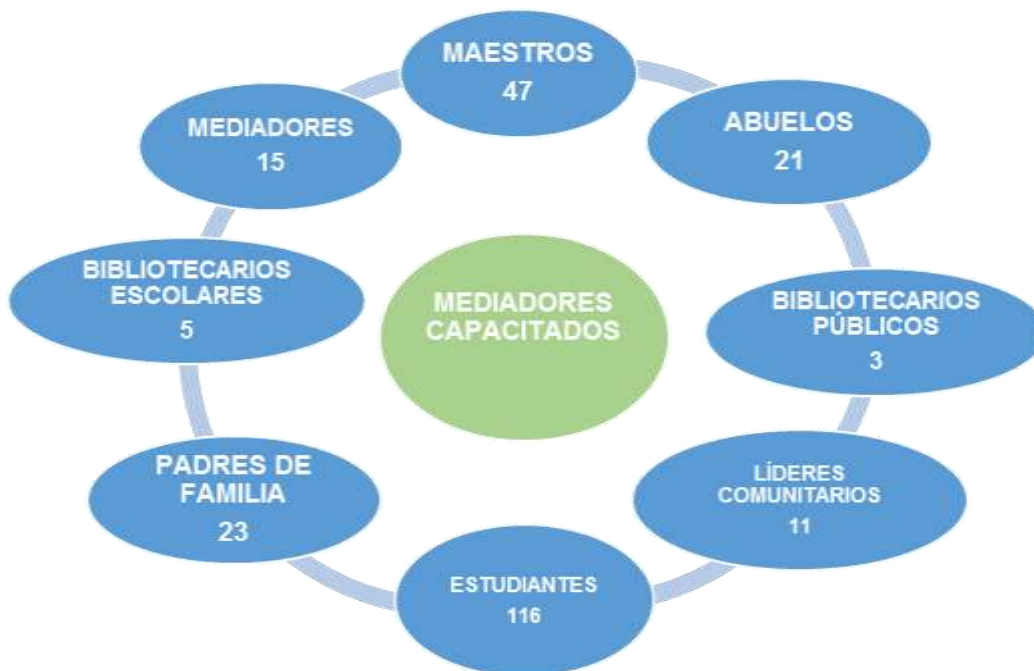 MAESTROS
47
ABUELOS
21
BIBLIOTECARIOS
PÚBLICOS
3
LÍDERES
COMUNITARIOS
11
ESTUDIANTES
116
PADRES DE
FAMILIA
23
BIBLIOTECARIOS
ESCOLARES
5
MEDIADORES
15
MEDIADORES
CAPACITADOS